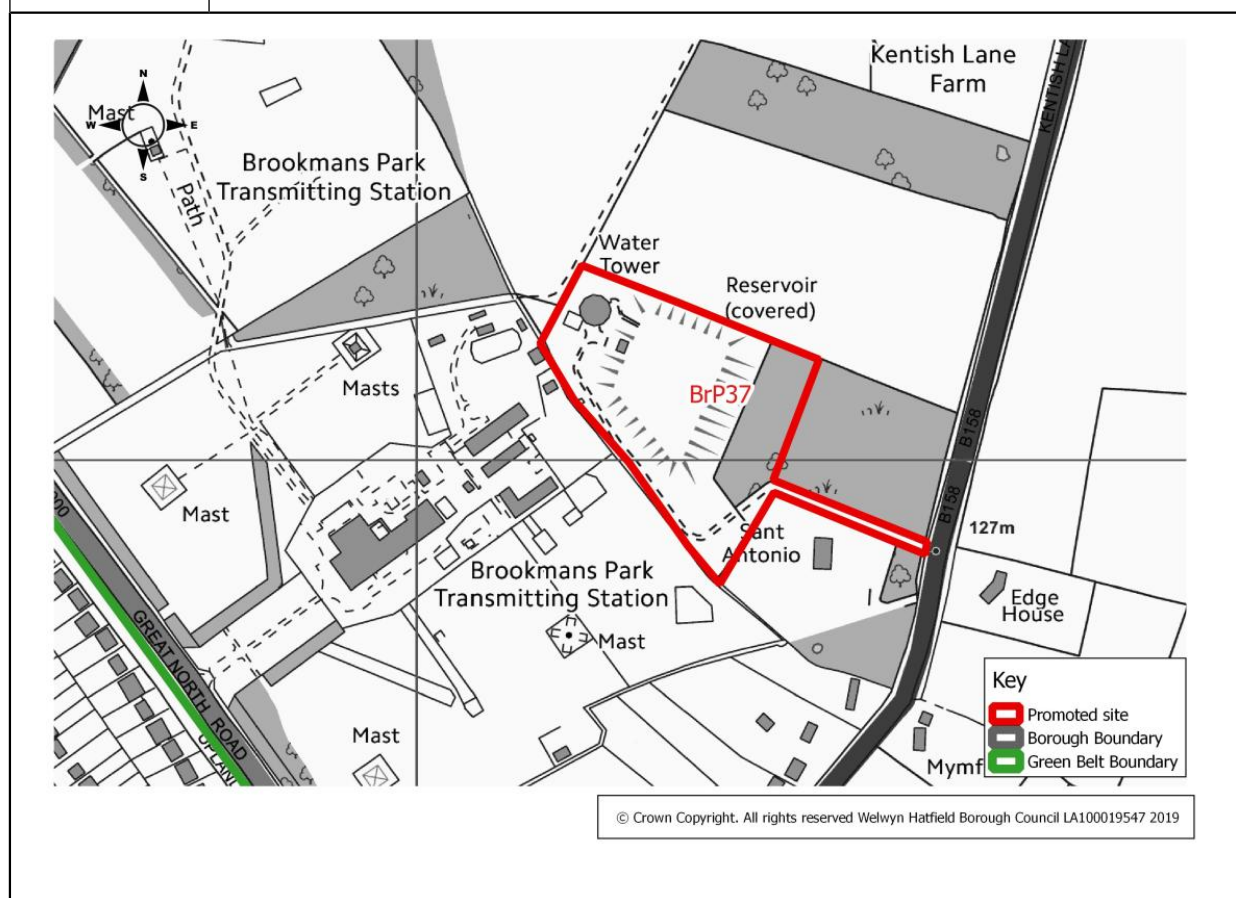 Kentish Lane
Farm
KENTISH LA
N
W
E
S
Mast
Brookmans Park
Transmitting Station
Path
Water
Tower
Reservoir
(covered)
Masts
BrP37
B158
Mast
B158
127m
Sant
Antonio
Brookmans Park
Transmitting Station
Edge
House
Mast
GREAT NORTH ROAD
Mast
Mymf
Key
Promoted site
Borough Boundary
Green Belt Boundary
© Crown Copyright. All rights reserved Welwyn Hatfield Borough Council LA100019547 2019